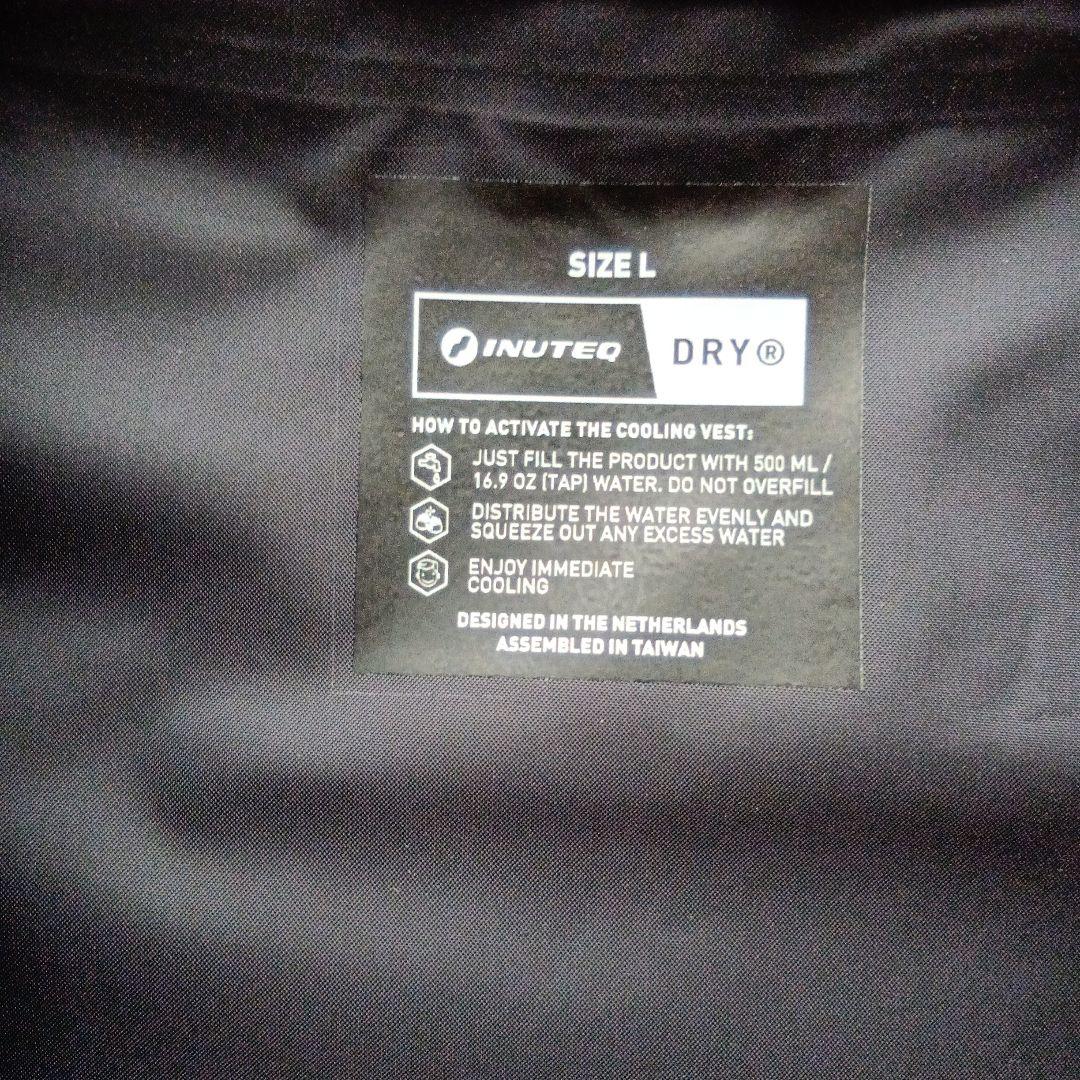 SIZE L
INUTEQ DRY®
HOW TO ACTIVATE THE COOLING VEST:
JUST FILL THE PRODUCT WITH 500 ML /
16.9 OZ (TAP) WATER. DO NOT OVERFILL
DISTRIBUTE THE WATER EVENLY AND
SQUEEZE OUT ANY EXCESS WATER
ENJOY IMMEDIATE
COOLING
DESIGNED IN THE NETHERLANDS
ASSEMBLED IN TAIWAN